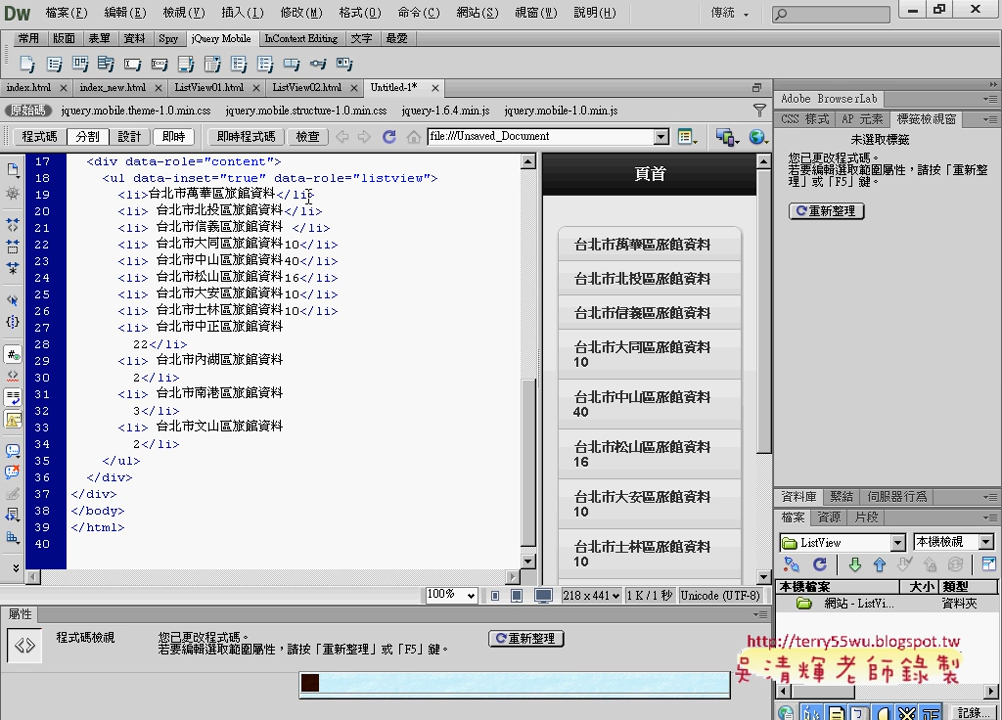 Dw 檔案(F) 編輯(E) 檢視(V) 插入(I) 修改(M) 格式(O) 命令(C) 網站(S) 視窗(W) 說明(H) 傳統
常用 版面 表單 資料 Spry jQuery Mobile InContext Editing 文字 最愛
index.html index_new.html ListView01.html ListView02.html Untitled-1*
原始碼 jquery.mobile.theme-1.0.min.css jquery.mobile.structure-1.0.min.css jquery-1.6.4.min.js jquery.mobile-1.0.min.js
程式碼 分割 設計 即時 即時程式碼 檢查 file:///Unsaved_Document
17 <div data-role="content">
18 <ul data-inset="true" data-role="listview">
19 <li>台北市萬華區旅館資料</li>
20 <li> 台北市北投區旅館資料</li>
21 <li> 台北市信義區旅館資料 </li>
22 <li> 台北市大同區旅館資料10</li>
23 <li> 台北市中山區旅館資料40</li>
24 <li> 台北市松山區旅館資料16</li>
25 <li> 台北市大安區旅館資料10</li>
26 <li> 台北市士林區旅館資料10</li>
27 <li> 台北市中正區旅館資料
28 22</li>
29 <li> 台北市內湖區旅館資料
30 2</li>
31 <li> 台北市南港區旅館資料
32 3</li>
33 <li> 台北市文山區旅館資料
34 2</li>
35 </ul>
36 </div>
37 </div>
38 </body>
39 </html>
40
頁首
台北市萬華區旅館資料
台北市北投區旅館資料
台北市信義區旅館資料
台北市大同區旅館資料
10
台北市中山區旅館資料
40
台北市松山區旅館資料
16
台北市大安區旅館資料
10
台北市士林區旅館資料
10
100% 218 x 441 1 K / 1 秒 Unicode (UTF-8)
屬性
程式碼檢視
您已更改程式碼。
若要編輯選取範圍屬性，請按「重新整理」或「F5」鍵。
重新整理
Adobe BrowserLab
CSS 樣式 AP 元素 標籤檢視窗
未選取標籤
您已更改程式碼。
若要編輯選取範圍屬性，請按「重新整
理」或「F5」鍵。
重新整理
資料庫 繫結 伺服器行為
檔案 資源 片段
ListView 本機檢視
本機檔案 大小 類型
網站 - ListVi... 資料夾
http://terry55wu.blogspot.tw
吳清輝老師錄製
記錄...